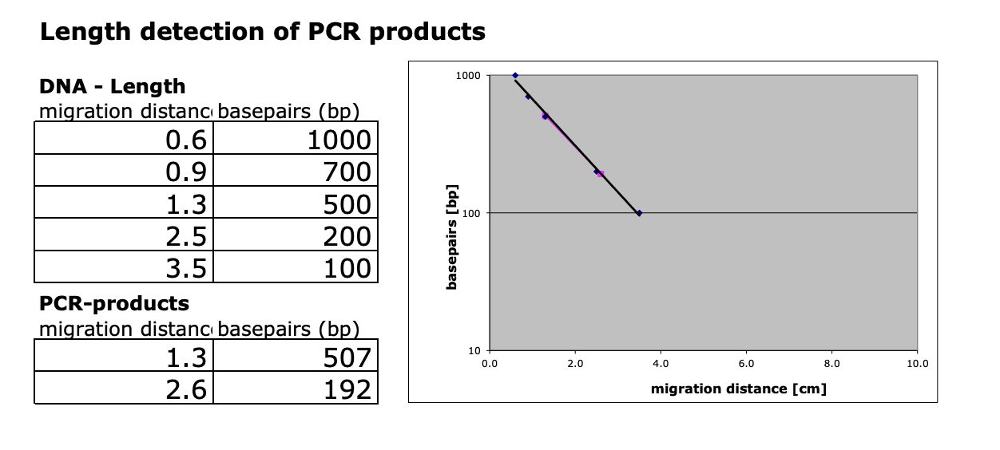 Length detection of PCR products
DNA - Length
migration distanc basepairs (bp)
0.6 1000
0.9 700
1.3 500
2.5 200
3.5 100
PCR-products
migration distanc basepairs (bp)
1.3 507
2.6 192
1000
100
10
basepairs [bp]
0.0 2.0 4.0 6.0 8.0 10.0
migration distance [cm]